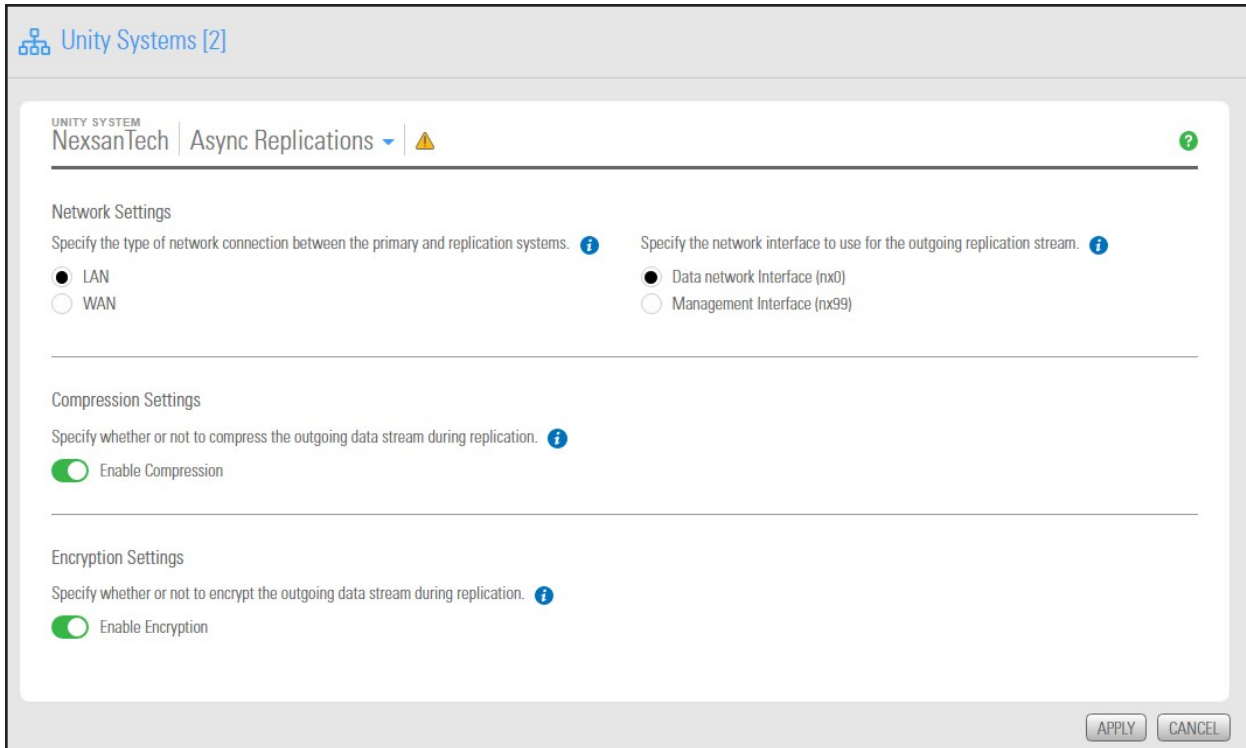 Unity Systems [2]
UNITY SYSTEM
NexsanTech Async Replications
?
Network Settings
Specify the type of network connection between the primary and replication systems. i
Specify the network interface to use for the outgoing replication stream. i
LAN
Data network Interface (nx0)
WAN
Management Interface (nx99)
Compression Settings
Specify whether or not to compress the outgoing data stream during replication. i
Enable Compression
Encryption Settings
Specify whether or not to encrypt the outgoing data stream during replication. i
Enable Encryption
APPLY CANCEL